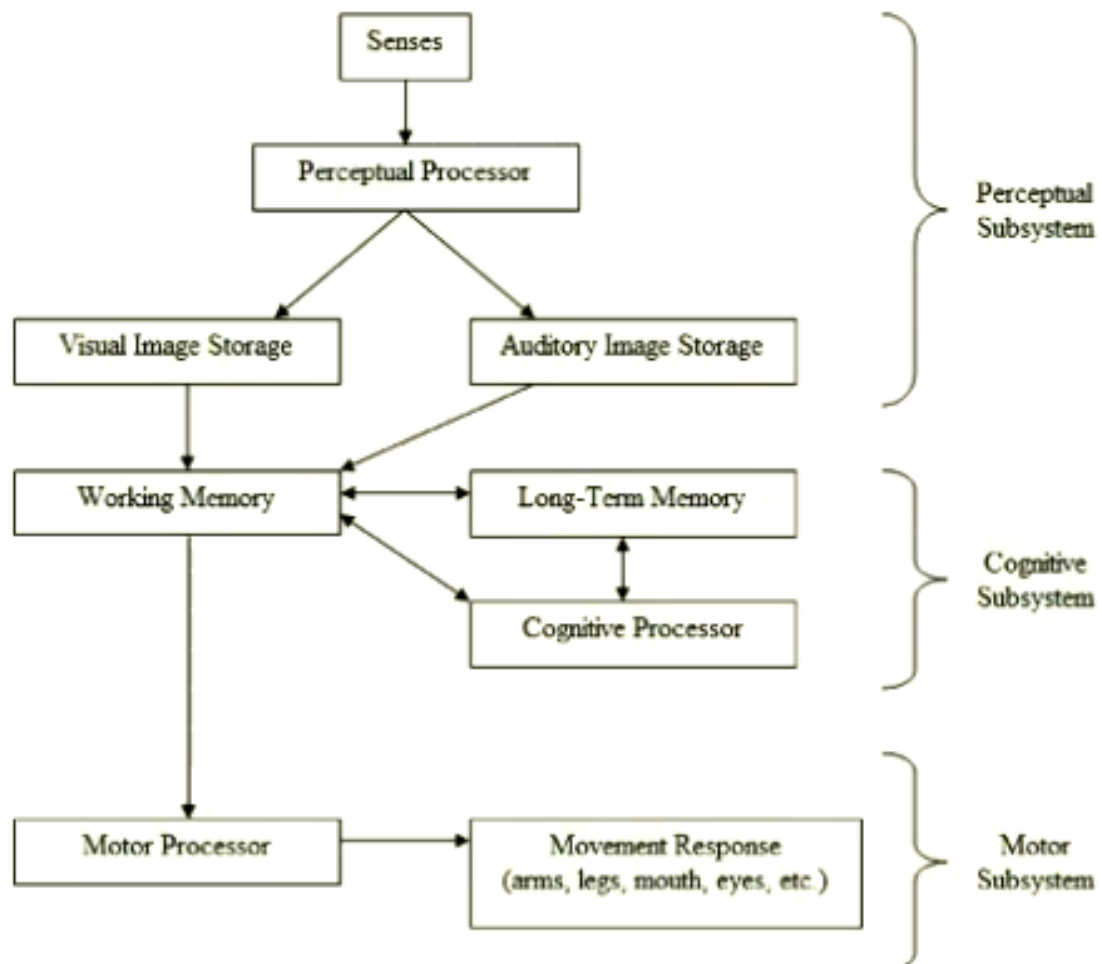 Senses
Perceptual Processor
Perceptual
Subsystem
Visual Image Storage
Auditory Image Storage
Working Memory
Long-Term Memory
Cognitive
Subsystem
Cognitive Processor
Motor Processor
Movement Response
(arms, legs, mouth, eyes, etc.)
Motor
Subsystem